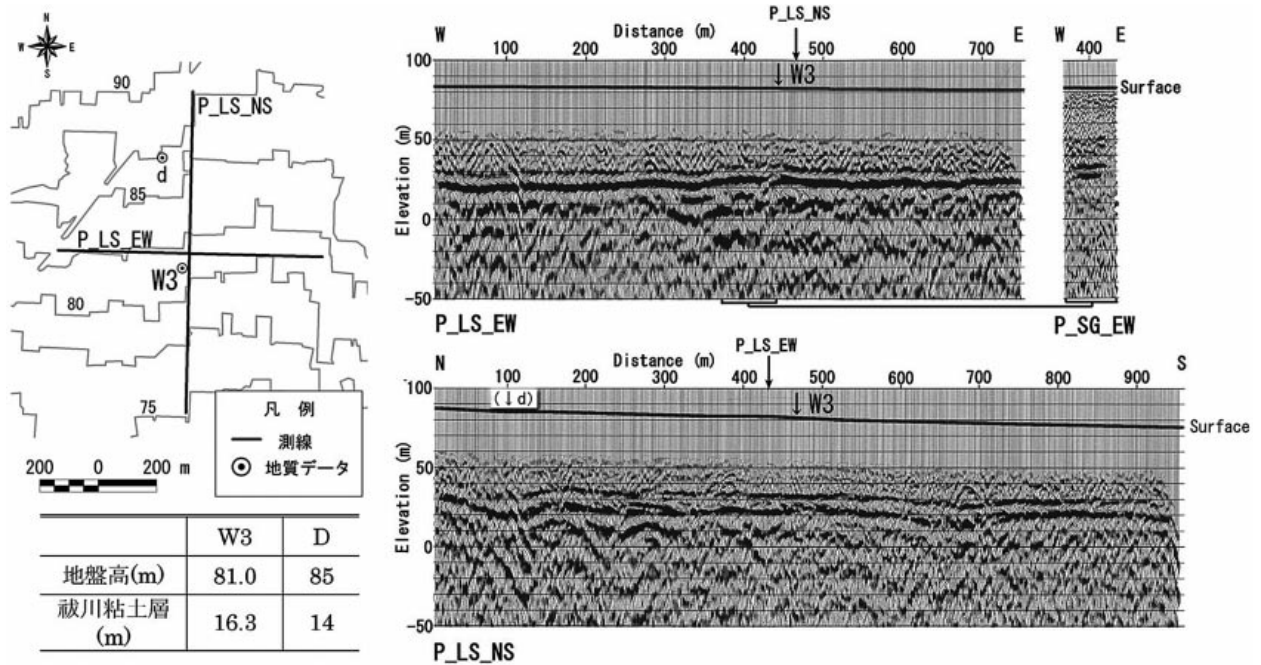 N
W E
S
90
P_LS_NS
d
85
P_LS_EW
W3
80
75
凡 例
測線
地質データ
200 0 200 m
W3 D
地盤高(m) 81.0 85
祓川粘土層
(m) 16.3 14
P_LS_NS
W Distance (m) E
100 200 300 400 500 600 700
↓W3
100
50
0
-50
Elevation (m)
P_LS_EW
W E
400
Surface
P_SG_EW
P_LS_EW
N Distance (m) S
100 200 300 400 500 600 700 800 900
(↓d)
↓W3
100
50
0
-50
Elevation (m)
Surface
P_LS_NS